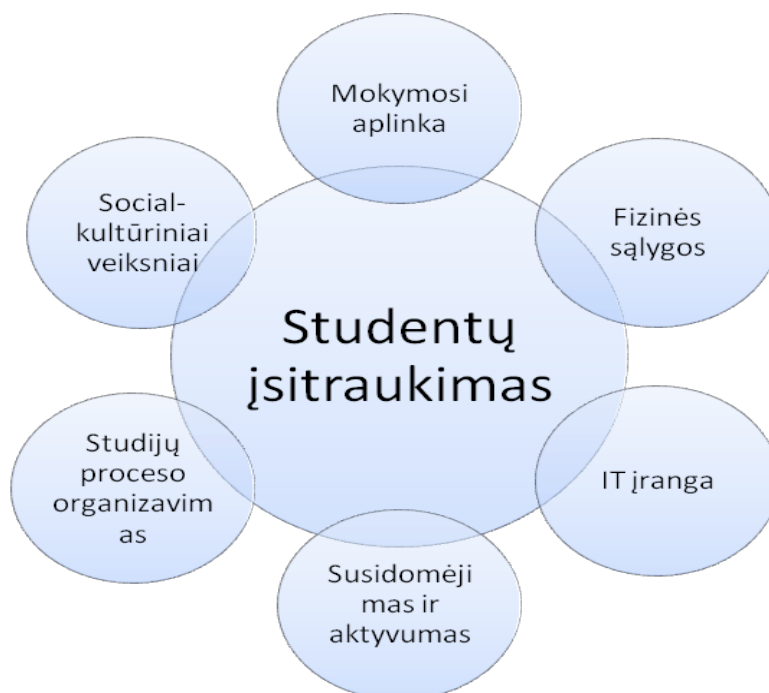 Mokymosi
aplinka
Fizinės
sąlygos
IT įranga
Susidomėji
mas ir
aktyvumas
Studijų
proceso
organizavim
as
Social-
kultūriniai
veiksniai
Studentų
įsitraukimas